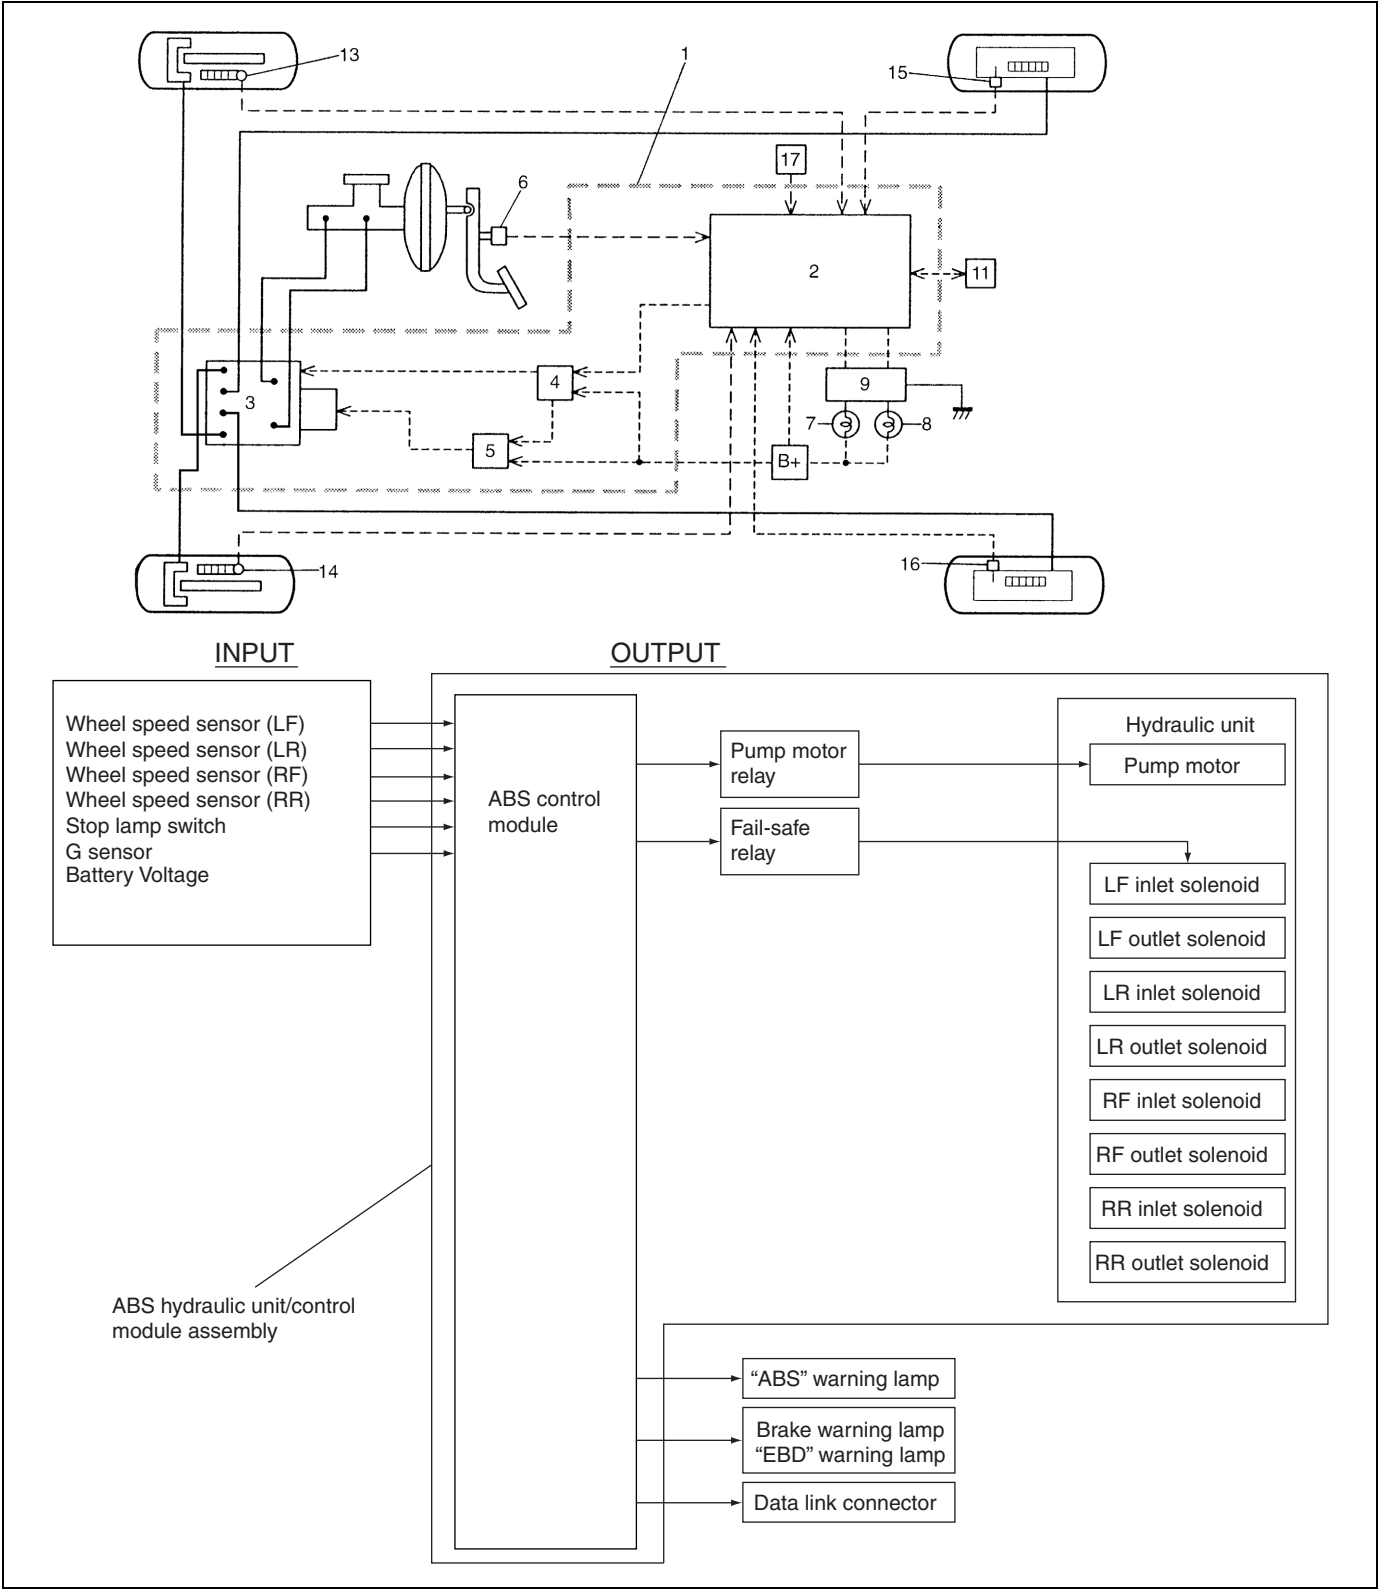 13
1
15
17
6
2
11
4
9
3
7
8
5
B+
16
14
INPUT
OUTPUT
Wheel speed sensor (LF)
Wheel speed sensor (LR)
Wheel speed sensor (RF)
Wheel speed sensor (RR)
Stop lamp switch
G sensor
Battery Voltage
ABS control
module
Pump motor
relay
Fail-safe
relay
Hydraulic unit
Pump motor
LF inlet solenoid
LF outlet solenoid
LR inlet solenoid
LR outlet solenoid
RF inlet solenoid
RF outlet solenoid
RR inlet solenoid
RR outlet solenoid
ABS hydraulic unit/control
module assembly
“ABS” warning lamp
Brake warning lamp
“EBD” warning lamp
Data link connector